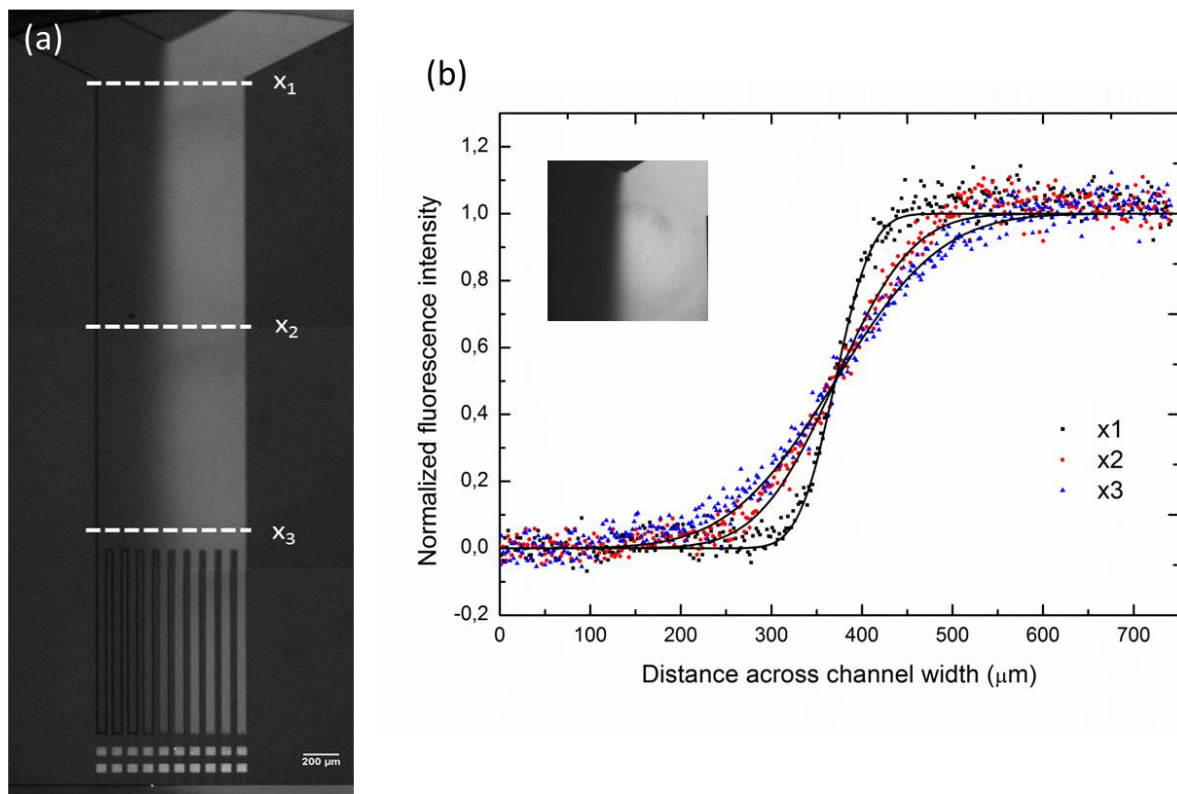 (a)
x1
x2
x3
200 µm
(b)
Normalized fluorescence intensity
1,2
1,0
0,8
0,6
0,4
0,2
0,0
-0,2
x1
x2
x3
0 100 200 300 400 500 600 700
Distance across channel width (µm)